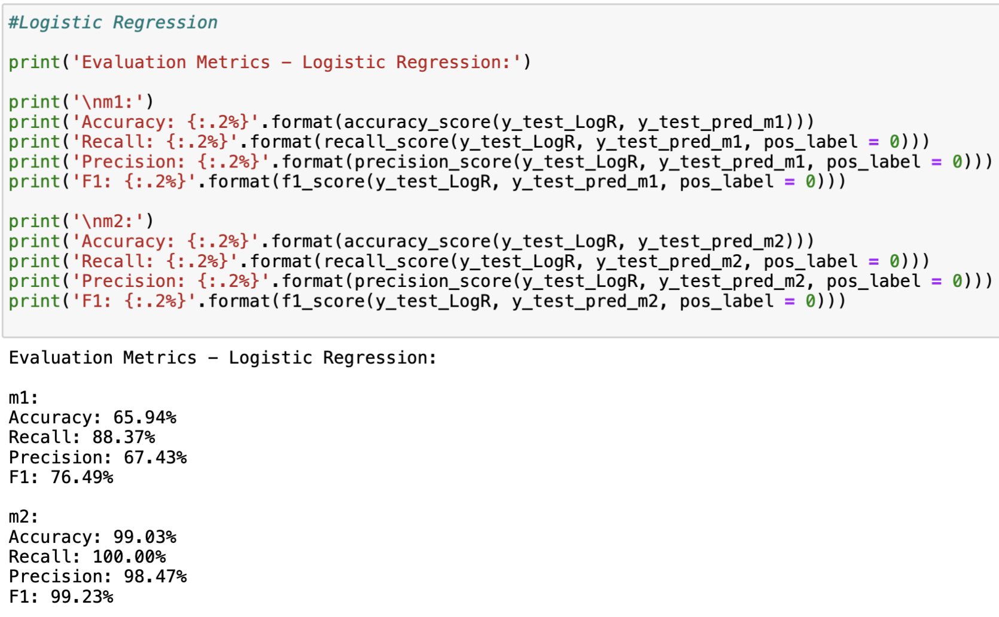 #Logistic Regression
print('Evaluation Metrics – Logistic Regression:')
print('\nm1:')
print('Accuracy: {:.2%}'.format(accuracy_score(y_test_LogR, y_test_pred_m1)))
print('Recall: {:.2%}'.format(recall_score(y_test_LogR, y_test_pred_m1, pos_label = 0)))
print('Precision: {:.2%}'.format(precision_score(y_test_LogR, y_test_pred_m1, pos_label = 0)))
print('F1: {:.2%}'.format(f1_score(y_test_LogR, y_test_pred_m1, pos_label = 0)))
print('\nm2:')
print('Accuracy: {:.2%}'.format(accuracy_score(y_test_LogR, y_test_pred_m2)))
print('Recall: {:.2%}'.format(recall_score(y_test_LogR, y_test_pred_m2, pos_label = 0)))
print('Precision: {:.2%}'.format(precision_score(y_test_LogR, y_test_pred_m2, pos_label = 0)))
print('F1: {:.2%}'.format(f1_score(y_test_LogR, y_test_pred_m2, pos_label = 0)))
Evaluation Metrics – Logistic Regression:
m1:
Accuracy: 65.94%
Recall: 88.37%
Precision: 67.43%
F1: 76.49%
m2:
Accuracy: 99.03%
Recall: 100.00%
Precision: 98.47%
F1: 99.23%